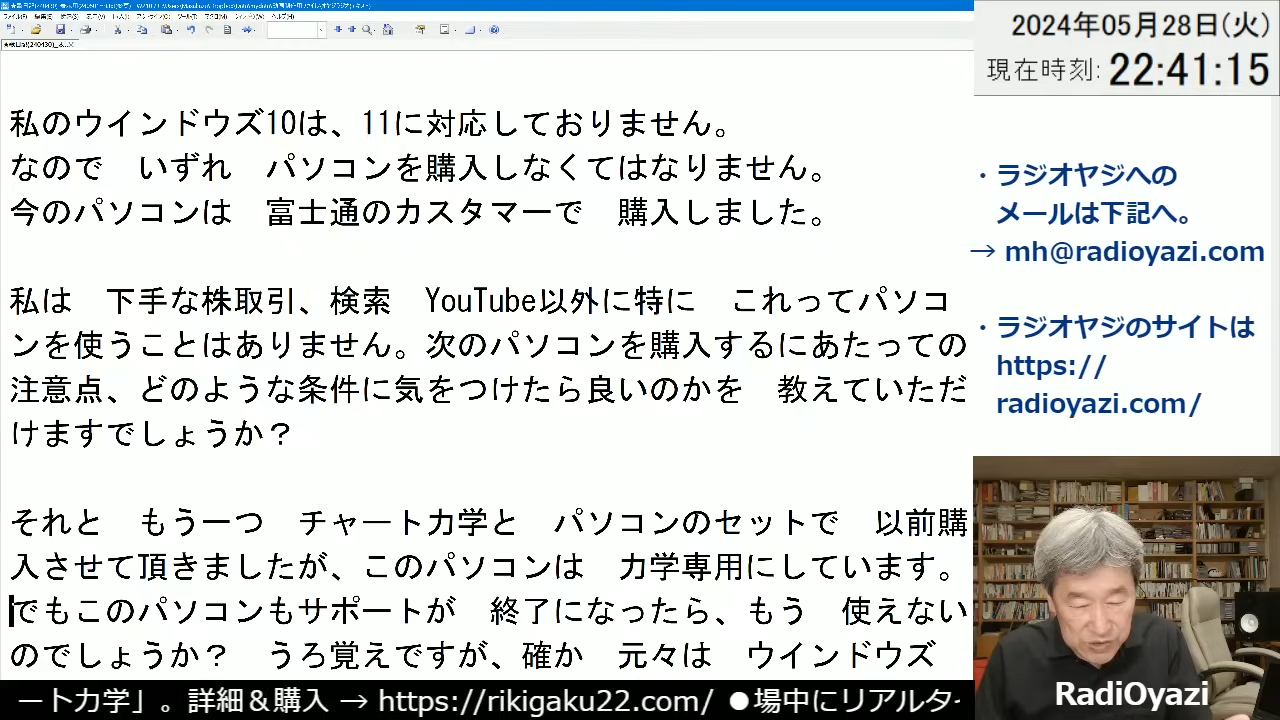 2024年05月28日(火)
現在時刻: 22:41:15
私のウインドウズ10は、11に対応しておりません。
なので　いずれ　パソコンを購入しなくてはなりません。
今のパソコンは　富士通のカスタマーで　購入しました。
私は　下手な株取引、検索　YouTube以外に特に　これってパソコ
ンを使うことはありません。次のパソコンを購入するにあたっての
注意点、どのような条件に気をつけたら良いのかを　教えていただ
けますでしょうか？
それと　もう一つ　チャート力学と　パソコンのセットで　以前購
入させて頂きましたが、このパソコンは　力学専用にしています。
でもこのパソコンもサポートが　終了になったら、もう　使えない
のでしょうか？　うろ覚えですが、確か　元々は　ウインドウズ
・ラジオヤジへの
メールは下記へ。
→ mh@radioyazi.com
・ラジオヤジのサイトは
https://
radioyazi.com/
RadiOyazi
ート力学」。詳細＆購入 → https://rikigaku22.com/ ●場中にリアルタ